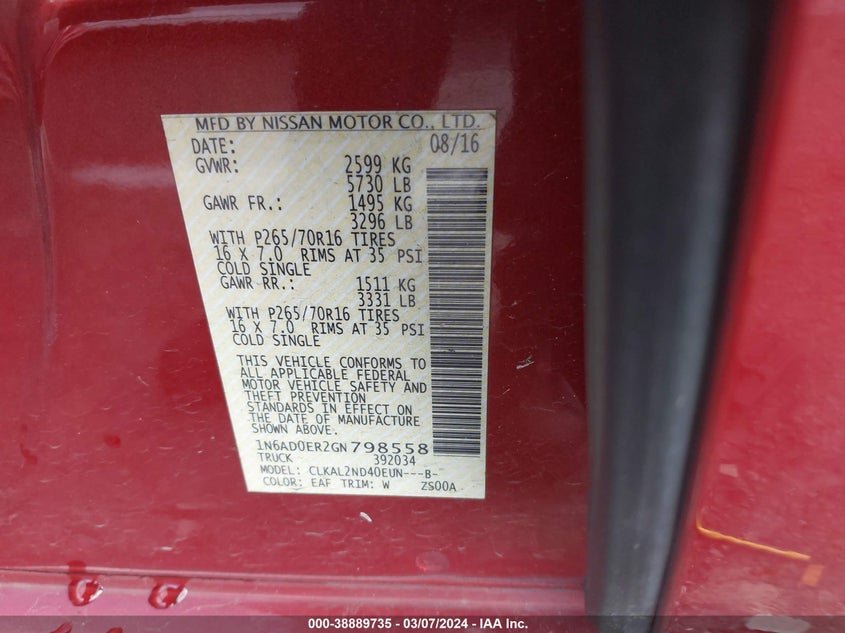 MFD BY NISSAN MOTOR CO., LTD.
DATE: 08/16
GVWR: 2599 KG
5730 LB
GAWR FR.: 1495 KG
3296 LB
WITH P265/70R16 TIRES
16 X 7.0 RIMS AT 35 PSI
COLD SINGLE
GAWR RR.: 1511 KG
3331 LB
WITH P265/70R16 TIRES
16 X 7.0 RIMS AT 35 PSI
COLD SINGLE
THIS VEHICLE CONFORMS TO
ALL APPLICABLE FEDERAL
MOTOR VEHICLE SAFETY AND
THEFT PREVENTION
STANDARDS IN EFFECT ON
THE DATE OF MANUFACTURE
SHOWN ABOVE.
1N6AD0ER2GN798558
TRUCK 392034
MODEL: CLKAL2ND40EUN---B-
COLOR: EAF TRIM: W ZS00A
000-38889735 - 03/07/2024 - IAA Inc.